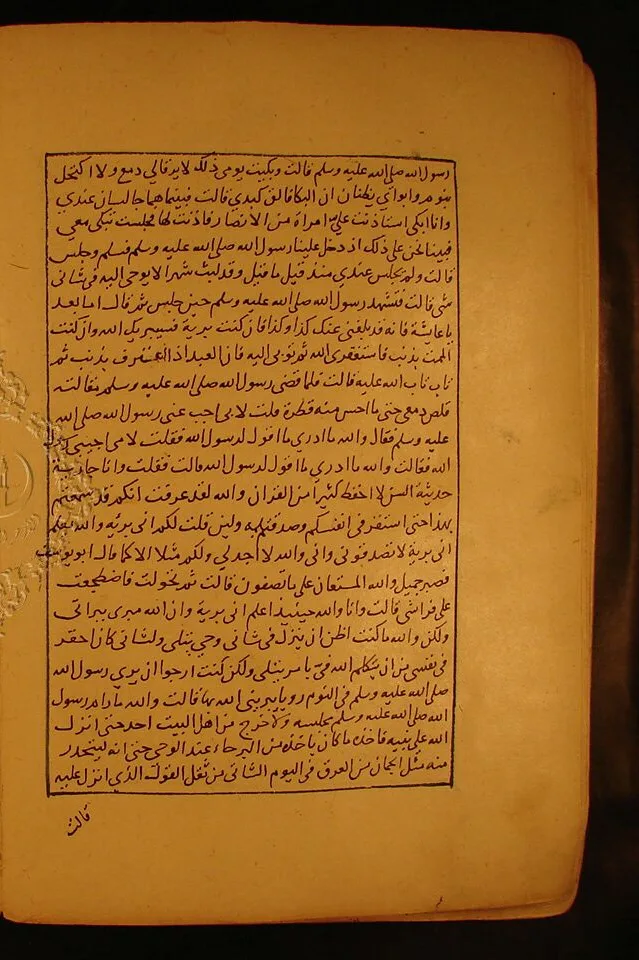 رسول الله صلى الله عليه وسلم قالت وبكيت يومي ذلك لا يرقا لي دمع ولا اكتحل
بنوم وابواي يظنان ان البكا فالق كبدي قالت فبينما هما جالسان عندي
وانا ابكي استاذنت علي امراة من الانصار فاذنت لها فجلست تبكي معي
فبينا نحن على ذلك اذ دخل علينا رسول الله صلى الله عليه وسلم فسلم وجلس
قالت ولم يجلس عندي منذ قيل ما قيل وقد لبث شهرا لا يوحى اليه في شاني
شي قالت فتشهد رسول الله صلى الله عليه وسلم حين جلس ثم قال اما بعد
يا عايشة فانه قد بلغني عنك كذا وكذا فان كنت برية فسيبريك الله وان كنت
الممت بذنب فاستغفري الله ثم توبي اليه فان العبد اذا اعترف بذنب ثم
تاب تاب الله عليه قالت فلما قضى رسول الله صلى الله عليه وسلم مقالته
قلص دمعي حتى ما احس منه قطرة قلت لابي اجب عني رسول الله صلى الله
عليه وسلم فقال والله ما ادري ما اقول لرسول الله فقلت لامي اجيبي رسول
الله فقالت والله ما ادري ما اقول لرسول الله قالت فقلت وانا جارية
حديثة السن لا احفظ كثيرا من القران والله لقد عرفت انكم قد سمعتم
بهذا حتى استقر في انفسكم وصدقتم به ولين قلت لكم اني برئيه والله يعلم
اني برية لا تصدقوني واني والله لا اجد لي ولكم مثلا الا كما قال ابو يوسف
فصبر جميل والله المستعان على ما تصفون قالت ثم تحولت فاضطجعت
على فراشي قالت وانا والله حينيذ اعلم اني برية وان الله مبري ببراتي
ولكن والله ما كنت اظن ان ينزل في شاني وحي يتلى ولشاني كان احقر
في نفسي من ان يتكلم الله في بامر يتلى ولكن كنت ارجوا ان يري رسول الله
صلى الله عليه وسلم في النوم رويا يبريني الله بها قالت والله ما رام رسول
الله صلى الله عليه وسلم مجلسه ولا خرج من اهل البيت احد حتى انزل
الله على نبيه فاخذه ما كان ياخذه من البرحاء عند الوحي حتى انه ليتحدر
منه مثل الجمان من العرق في اليوم الشاتي من ثقل القول الذي انزل عليه
قالت